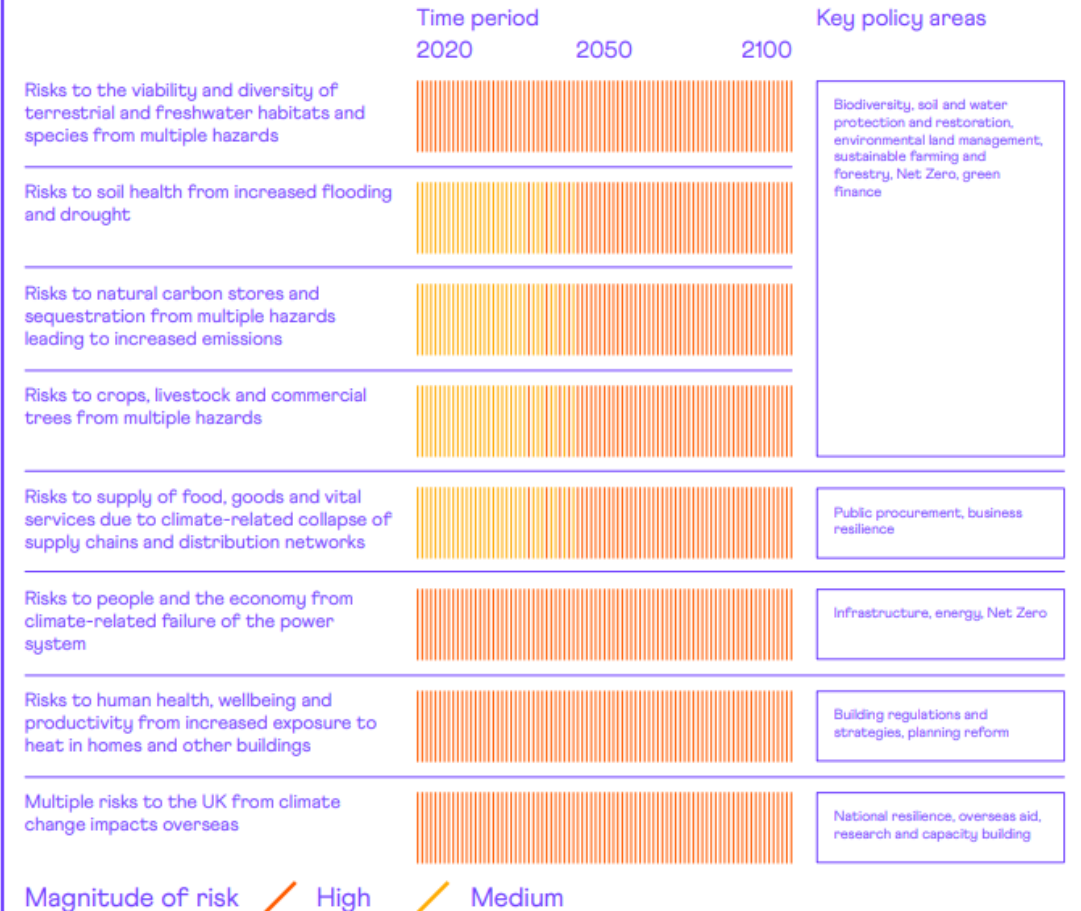 Time period
Key policy areas
2020
2050
2100
Risks to the viability and diversity of
terrestrial and freshwater habitats and
species from multiple hazards
Biodiversity, soil and water
protection and restoration,
environmental land management,
sustainable farming and
forestry, Net Zero, green
finance
Risks to soil health from increased flooding
and drought
Risks to natural carbon stores and
sequestration from multiple hazards
leading to increased emissions
Risks to crops, livestock and commercial
trees from multiple hazards
Risks to supply of food, goods and vital
services due to climate-related collapse of
supply chains and distribution networks
Public procurement, business
resilience
Risks to people and the economy from
climate-related failure of the power
system
Infrastructure, energy, Net Zero
Risks to human health, wellbeing and
productivity from increased exposure to
heat in homes and other buildings
Building regulations and
strategies, planning reform
Multiple risks to the UK from climate
change impacts overseas
National resilience, overseas aid,
research and capacity building
Magnitude of risk
High
Medium